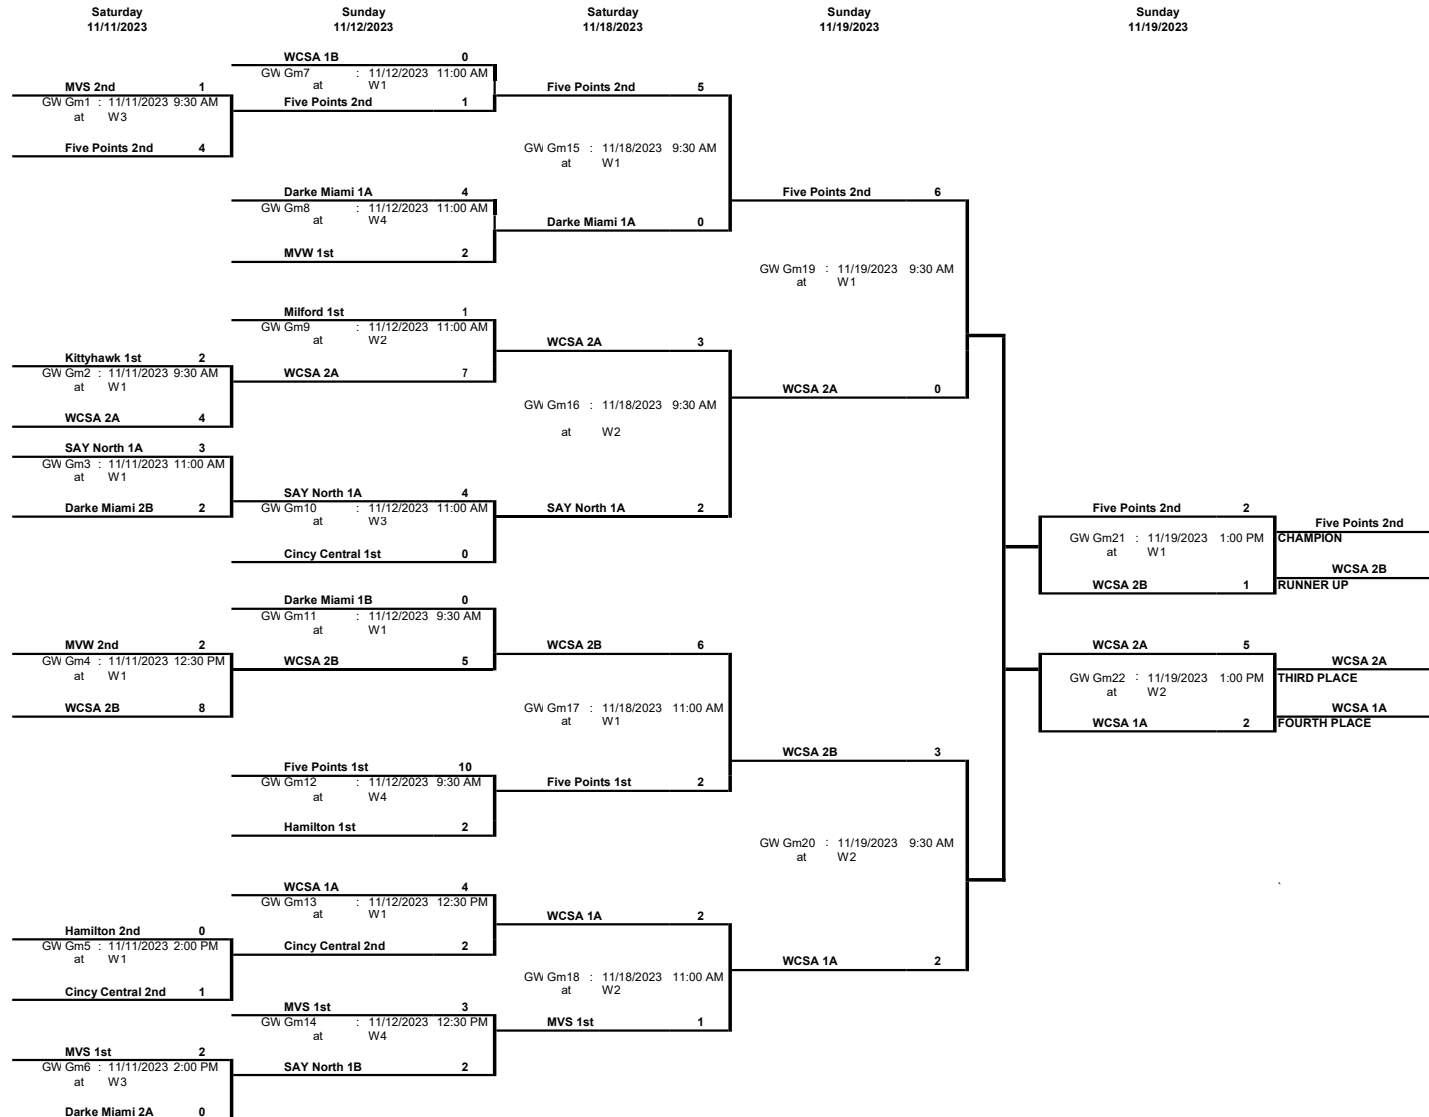 Saturday Sunday Saturday Sunday Sunday
11/11/2023 11/12/2023 11/18/2023 11/19/2023 11/19/2023
WCSA 1B 0
GW Gm7 : 11/12/2023 11:00 AM
at W1
Five Points 2nd 1
MVS 2nd 1
GW Gm1 : 11/11/2023 9:30 AM
at W3
Five Points 2nd 4
Darke Miami 1A 4
GW Gm8 : 11/12/2023 11:00 AM
at W4
MVW 1st 2
Milford 1st 1
GW Gm9 : 11/12/2023 11:00 AM
at W2
WCSA 2A 7
Kittyhawk 1st 2
GW Gm2 : 11/11/2023 9:30 AM
at W1
WCSA 2A 4
SAY North 1A 3
GW Gm3 : 11/11/2023 11:00 AM
at W1
Darke Miami 2B 2
SAY North 1A 4
GW Gm10 : 11/12/2023 11:00 AM
at W3
Cincy Central 1st 0
Darke Miami 1B 0
GW Gm11 : 11/12/2023 9:30 AM
at W1
WCSA 2B 5
MVW 2nd 2
GW Gm4 : 11/11/2023 12:30 PM
at W1
WCSA 2B 8
Five Points 1st 10
GW Gm12 : 11/12/2023 9:30 AM
at W4
Hamilton 1st 2
WCSA 1A 4
GW Gm13 : 11/12/2023 12:30 PM
at W1
Cincy Central 2nd 2
Hamilton 2nd 0
GW Gm5 : 11/11/2023 2:00 PM
at W1
Cincy Central 2nd 1
MVS 1st 3
GW Gm14 : 11/12/2023 12:30 PM
at W4
SAY North 1B 2
MVS 1st 2
GW Gm6 : 11/11/2023 2:00 PM
at W3
Darke Miami 2A 0
Five Points 2nd 5
GW Gm15 : 11/18/2023 9:30 AM
at W1
Darke Miami 1A 0
WCSA 2A 3
GW Gm16 : 11/18/2023 9:30 AM
at W2
SAY North 1A 2
WCSA 2B 6
GW Gm17 : 11/18/2023 11:00 AM
at W1
Five Points 1st 2
WCSA 1A 2
GW Gm18 : 11/18/2023 11:00 AM
at W2
MVS 1st 1
Five Points 2nd 6
GW Gm19 : 11/19/2023 9:30 AM
at W1
WCSA 2A 0
WCSA 2B 3
GW Gm20 : 11/19/2023 9:30 AM
at W2
WCSA 1A 2
Five Points 2nd 2
GW Gm21 : 11/19/2023 1:00 PM
at W1
WCSA 2B 1
Five Points 2nd
CHAMPION
WCSA 2B
RUNNER UP
WCSA 2A 5
GW Gm22 : 11/19/2023 1:00 PM
at W2
WCSA 1A 2
WCSA 2A
THIRD PLACE
WCSA 1A
FOURTH PLACE
`